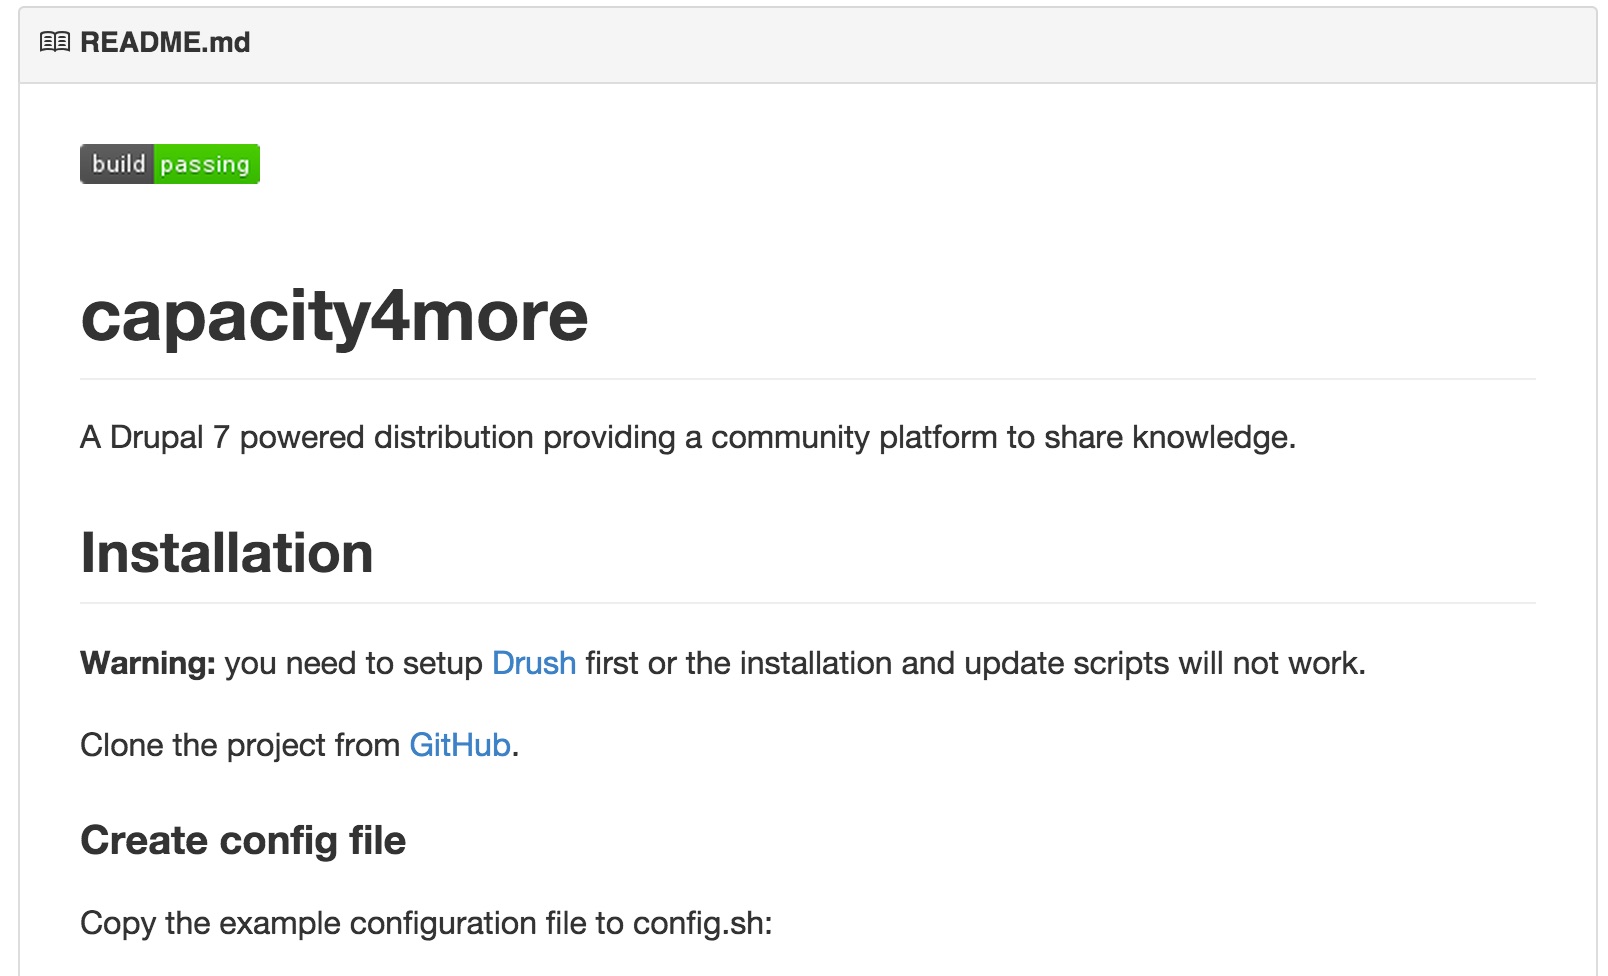 README.md
build passing
capacity4more
A Drupal 7 powered distribution providing a community platform to share knowledge.
Installation
Warning: you need to setup Drush first or the installation and update scripts will not work.
Clone the project from GitHub.
Create config file
Copy the example configuration file to config.sh: